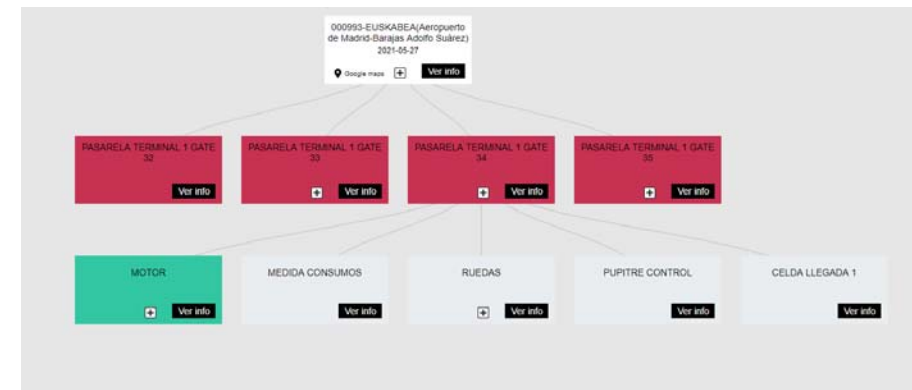 000993-EUSKABEA(Aeropuerto
de Madrid-Barajas Adolfo Suárez)
2021-05-27
Google maps + Ver info
PASARELA TERMINAL 1 GATE
32
Ver info
PASARELA TERMINAL 1 GATE
33
+ Ver info
PASARELA TERMINAL 1 GATE
34
+ Ver info
PASARELA TERMINAL 1 GATE
35
+ Ver info
MOTOR
+ Ver info
MEDIDA CONSUMOS
Ver info
RUEDAS
+ Ver info
PUPITRE CONTROL
Ver info
CELDA LLEGADA 1
Ver info